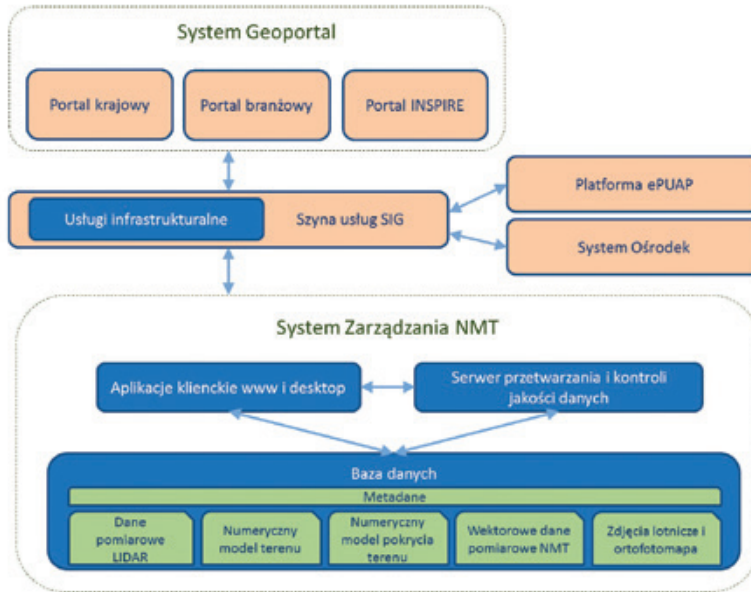 System Geoportal
Portal krajowy
Portal branżowy
Portal INSPIRE
Usługi infrastrukturalne
Szyna usług SIG
Platforma ePUAP
System Ośrodek
System Zarządzania NMT
Aplikacje klienckie www i desktop
Serwer przetwarzania i kontroli
jakości danych
Baza danych
Metadane
Dane
pomiarowe
LIDAR
Numeryczny
model terenu
Numeryczny
model pokrycia
terenu
Wektorowe dane
pomiarowe NMT
Zdjęcia lotnicze i
ortofotomapa